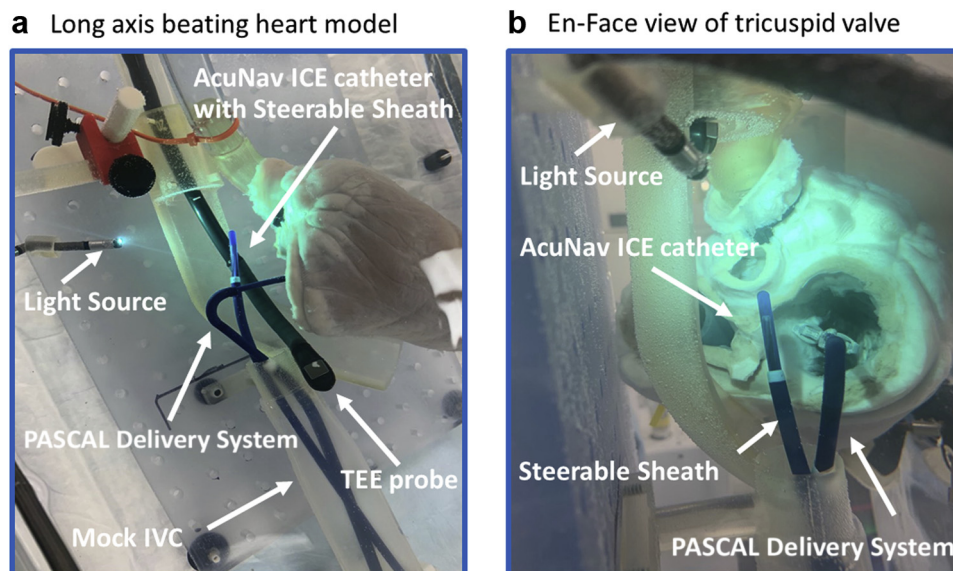 a Long axis beating heart model
AcuNav ICE catheter
with Steerable Sheath
Light Source
PASCAL Delivery System
TEE probe
Mock IVC
b En-Face view of tricuspid valve
Light Source
AcuNav ICE catheter
Steerable Sheath
PASCAL Delivery System